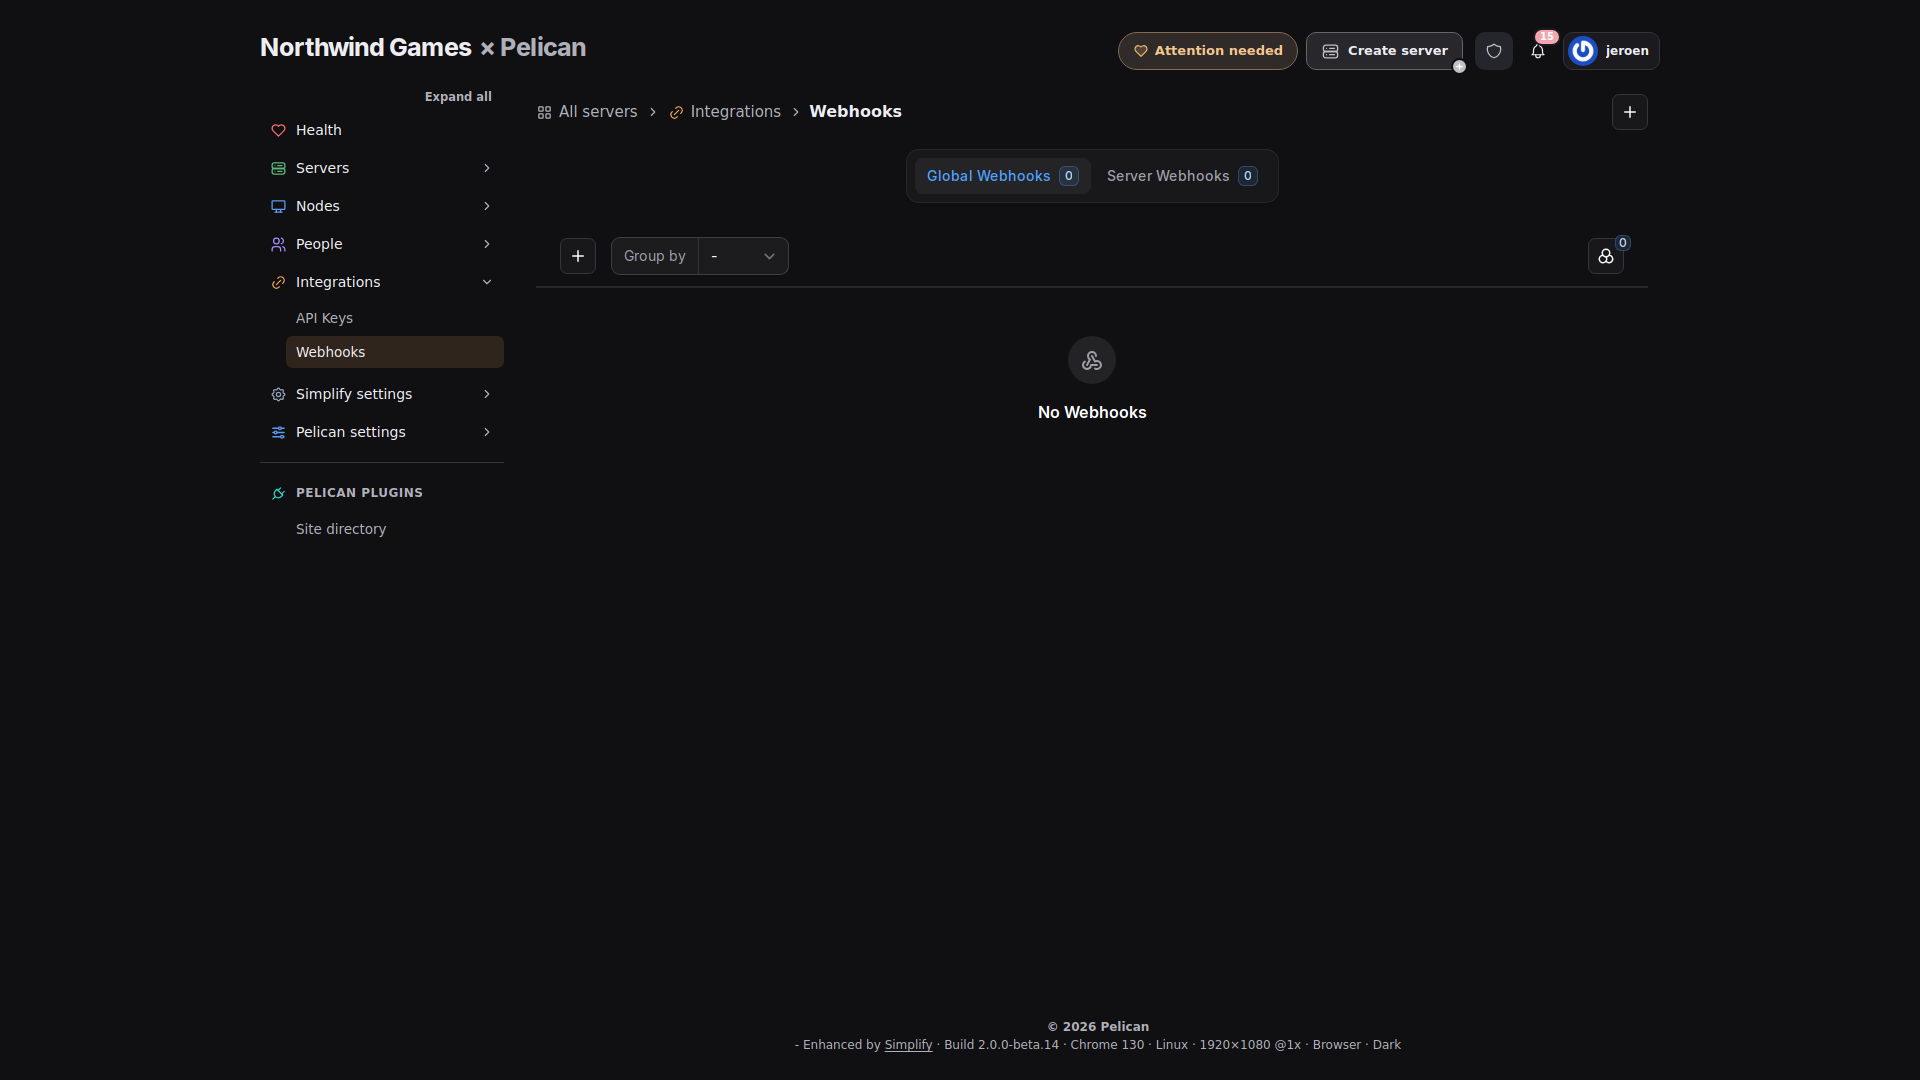 Northwind Games × Pelican
Attention needed
Create server
15
jeroen
Expand all
Health
Servers
Nodes
People
Integrations
API Keys
Webhooks
Simplify settings
Pelican settings
PELICAN PLUGINS
Site directory
All servers > Integrations > Webhooks
Global Webhooks 0
Server Webhooks 0
Group by -
0
No Webhooks
© 2026 Pelican
- Enhanced by Simplify · Build 2.0.0-beta.14 · Chrome 130 · Linux · 1920×1080 @1x · Browser · Dark